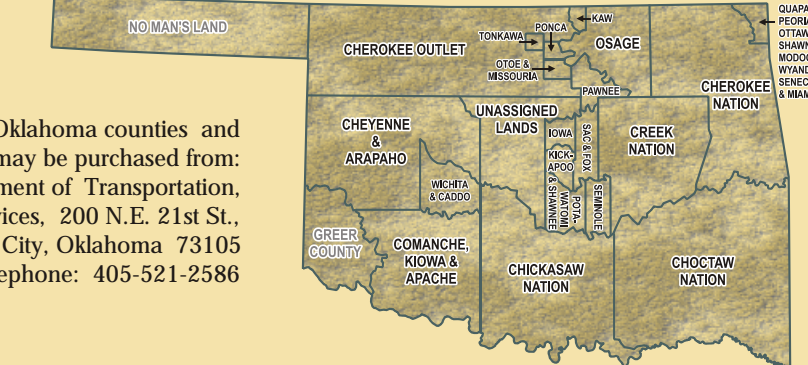 NO MAN'S LAND
CHEROKEE OUTLET
TONKAWA
PONCA
KAW
OSAGE
OTOE &
MISSOURIA
PAWNEE
QUAPA
PEORI
OTTAW
SHAWN
MODOC
WYAND
SENEC
& MIAM
CHEROKEE
NATION
CHEYENNE
&
ARAPAHO
UNASSIGNED
LANDS
IOWA
KICK-
APOO
SAC & FOX
CREEK
NATION
WICHITA
& CADDO
POTA-
WATOMI
& SHAWNEE
SEMINOLE
GREER
COUNTY
COMANCHE,
KIOWA &
APACHE
CHICKASAW
NATION
CHOCTAW
NATION
Oklahoma counties and
may be purchased from:
ment of Transportation,
vices, 200 N.E. 21st St.,
City, Oklahoma 73105
ephone: 405-521-2586